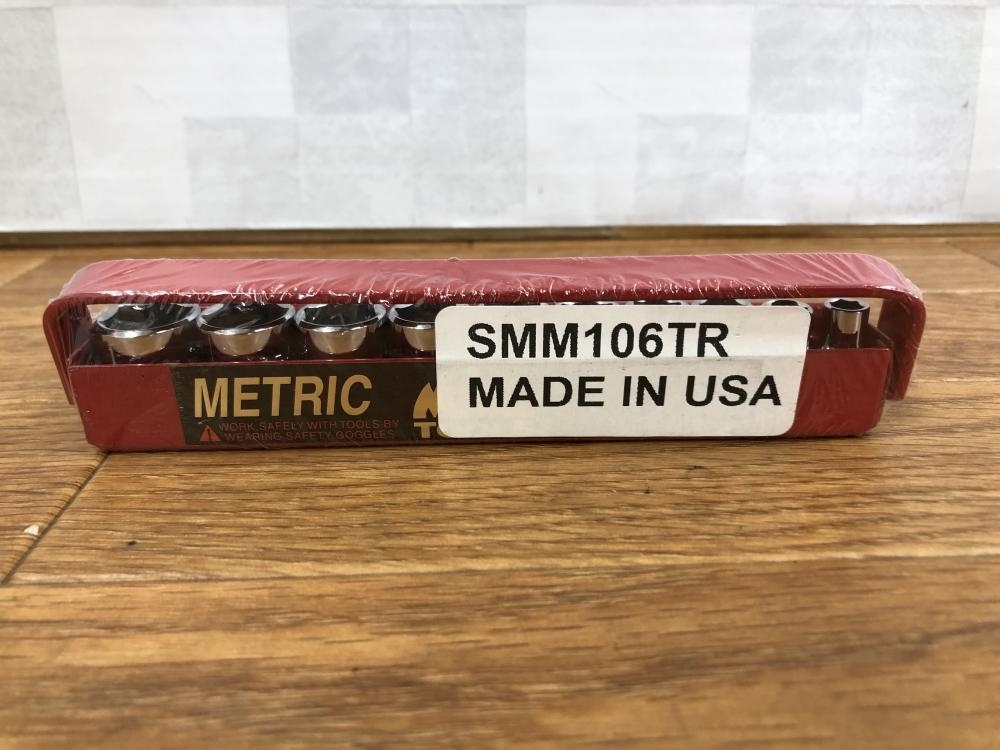 SMM106TR
MADE IN USA
METRIC
WORK SAFELY WITH TOOLS BY
WEARING SAFETY GOGGLES